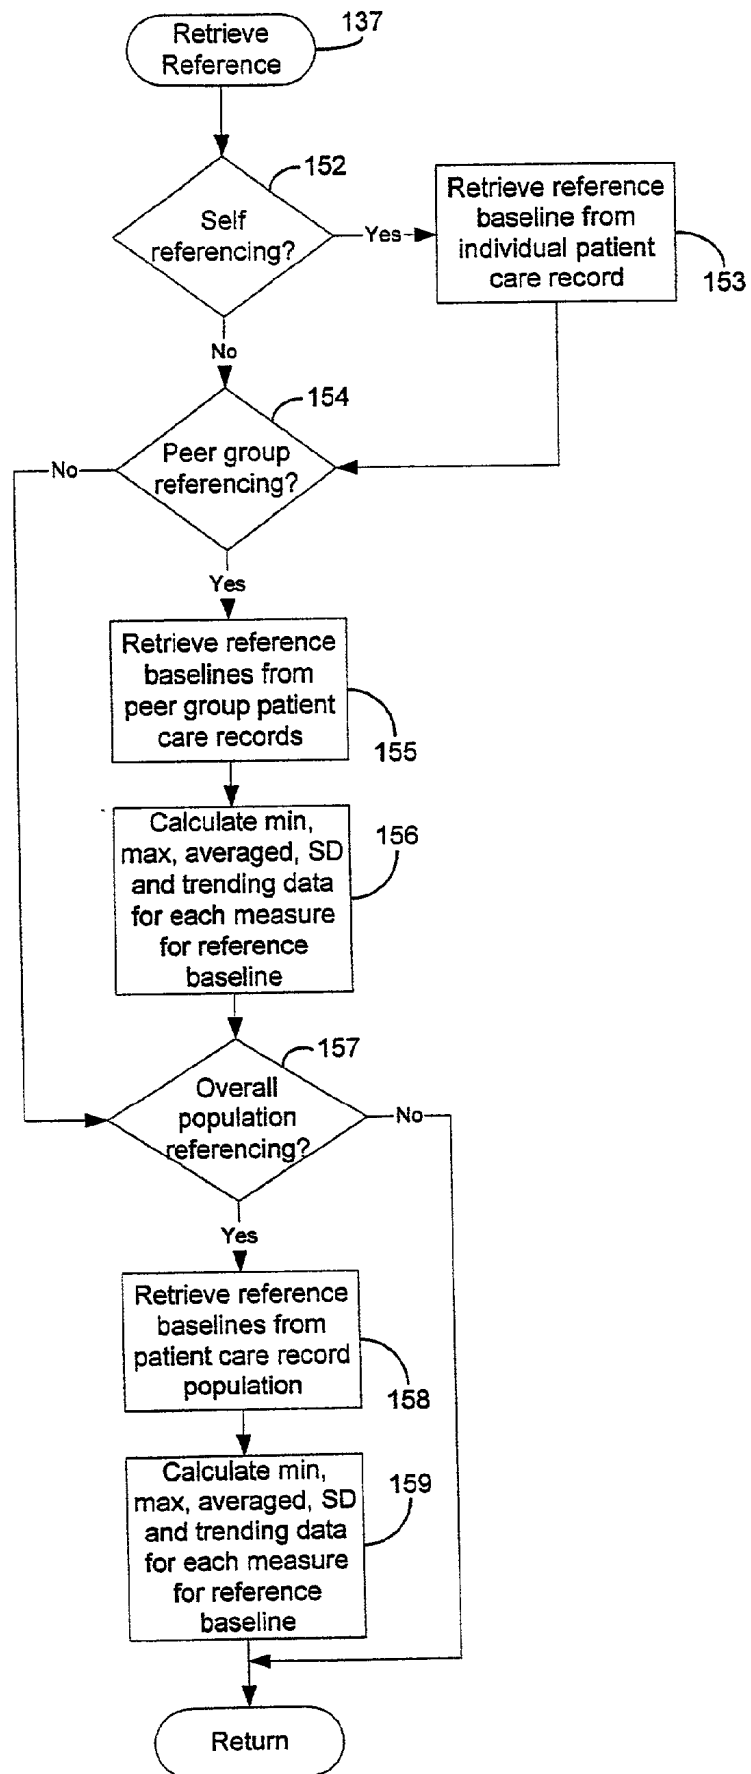 Retrieve
Reference
137
152
Self
referencing?
Yes
Retrieve reference
baseline from
individual patient
care record
153
No
154
Peer group
referencing?
No
Yes
Retrieve reference
baselines from
peer group patient
care records
155
Calculate min,
max, averaged, SD
and trending data
for each measure
for reference
baseline
156
157
Overall
population
referencing?
No
Yes
Retrieve reference
baselines from
patient care record
population
158
Calculate min,
max, averaged, SD
and trending data
for each measure
for reference
baseline
159
Return